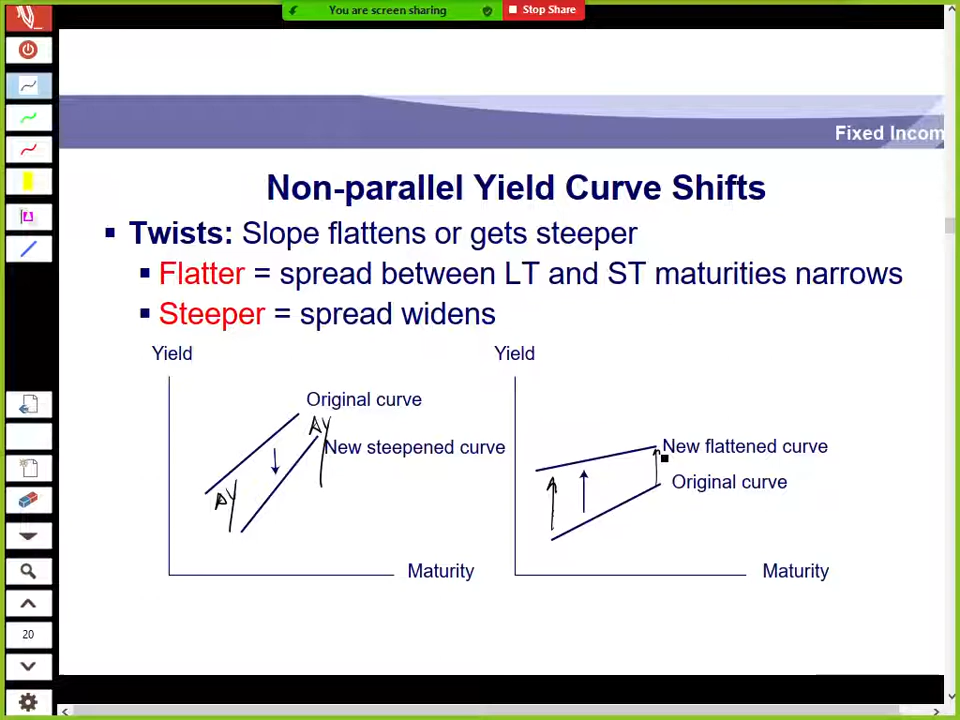 You are screen sharing
Stop Share
Fixed Incom
Non-parallel Yield Curve Shifts
▪ Twists: Slope flattens or gets steeper
▪ Flatter = spread between LT and ST maturities narrows
▪ Steeper = spread widens
Yield
Original curve
New steepened curve
Maturity
Yield
New flattened curve
Original curve
Maturity
20